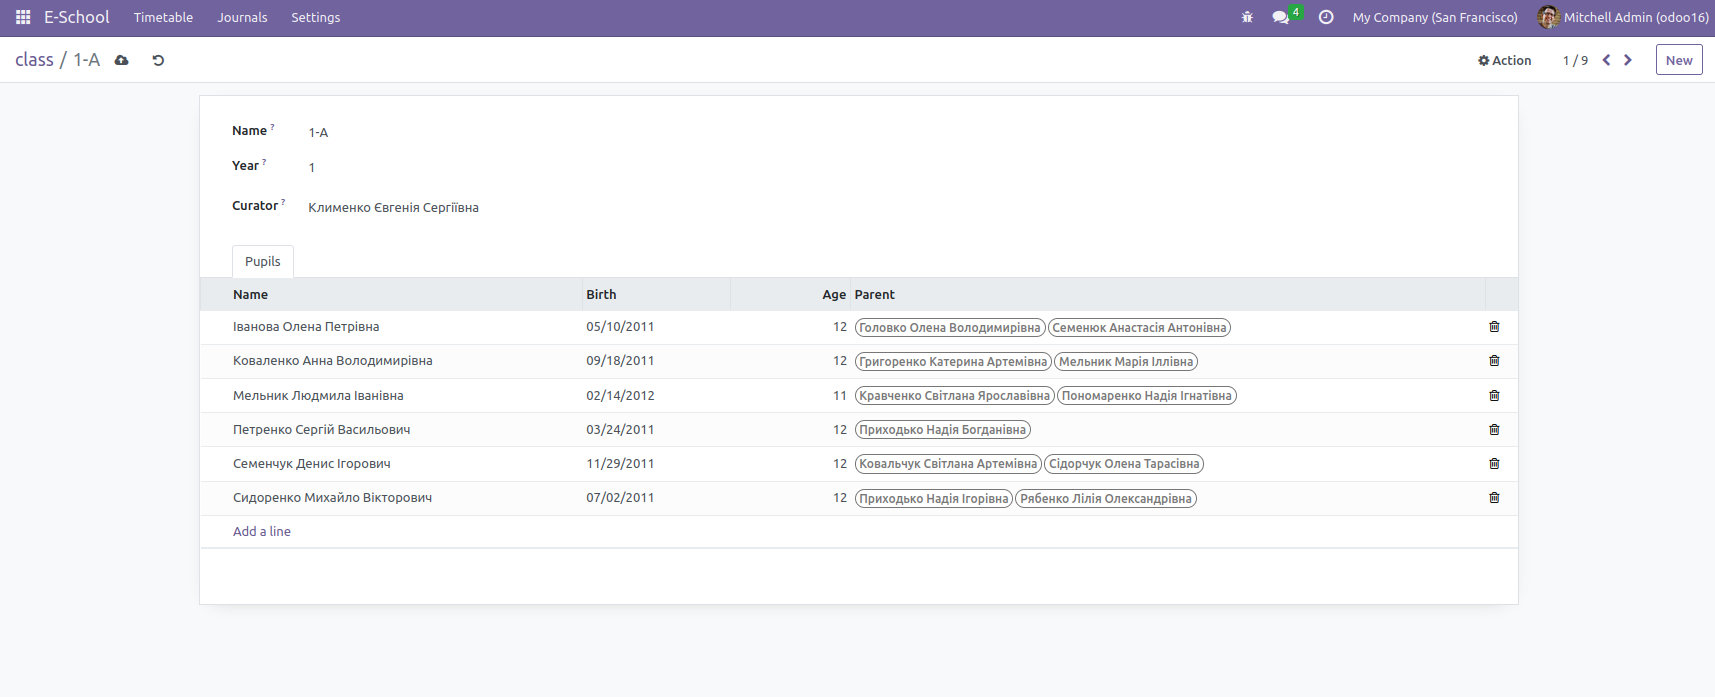 E-School Timetable Journals Settings 4 My Company (San Francisco) Mitchell Admin (odoo16)
class / 1-A Action 1 / 9 New
Name ? 1-A
Year ? 1
Curator ? Клименко Євгенія Сергіївна
Pupils
Name Birth Age Parent
Іванова Олена Петрівна 05/10/2011 12 Головко Олена Володимирівна Семенюк Анастасія Антонівна
Коваленко Анна Володимирівна 09/18/2011 12 Григоренко Катерина Артемівна Мельник Марія Іллівна
Мельник Людмила Іванівна 02/14/2012 11 Кравченко Світлана Ярославівна Пономаренко Надія Ігнатівна
Петренко Сергій Васильович 03/24/2011 12 Приходько Надія Богданівна
Семенчук Денис Ігорович 11/29/2011 12 Ковальчук Світлана Артемівна Сідорчук Олена Тарасівна
Сидоренко Михайло Вікторович 07/02/2011 12 Приходько Надія Ігорівна Рябенко Лілія Олександрівна
Add a line